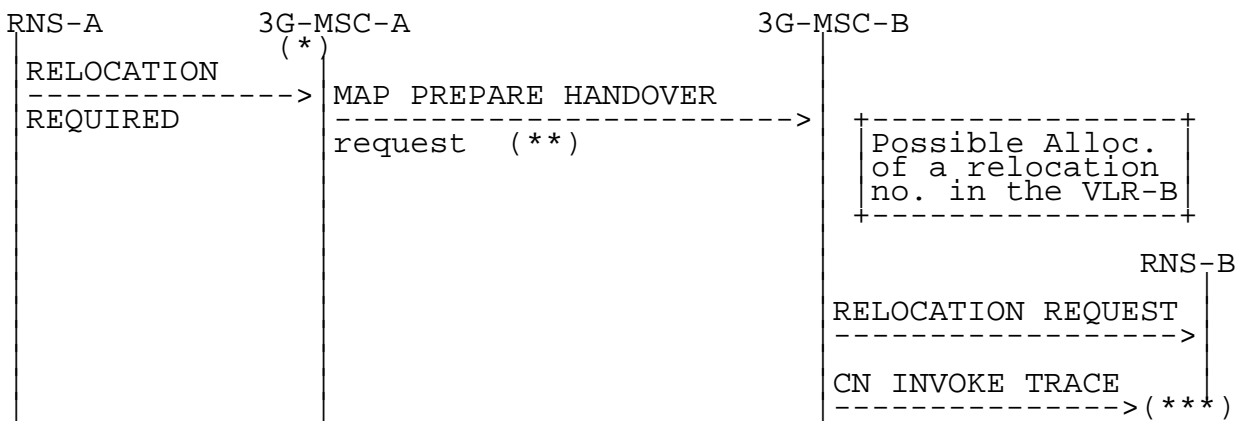 RNS-A 3G-MSC-A 3G-MSC-B
(*)
RELOCATION
REQUIRED
MAP PREPARE HANDOVER
request (**)
Possible Alloc.
of a relocation
no. in the VLR-B
RNS-B
RELOCATION REQUEST
CN INVOKE TRACE
(***)